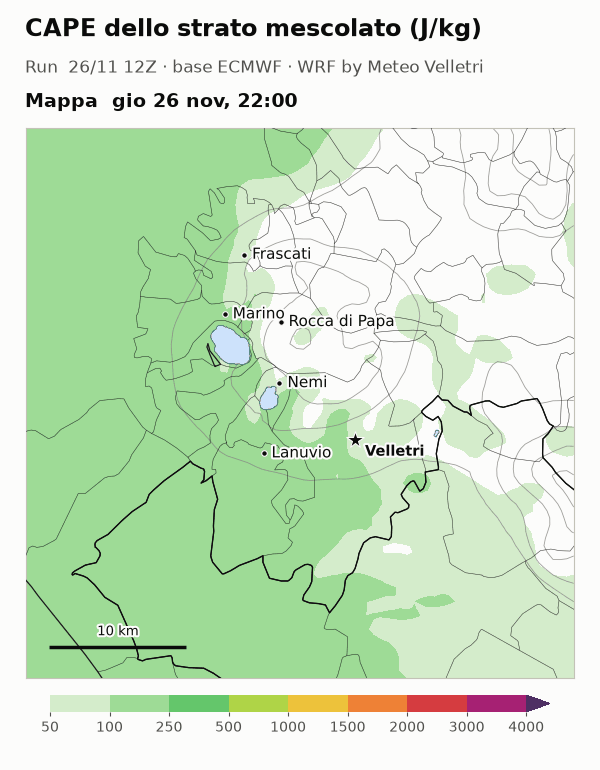 CAPE dello strato mescolato (J/kg)
Run  26/11 12Z · base ECMWF · WRF by Meteo Velletri
Mappa  gio 26 nov, 22:00
Frascati
Marino
Rocca di Papa
Nemi
Velletri
Lanuvio
10 km
50 100 250 500 1000 1500 2000 3000 4000